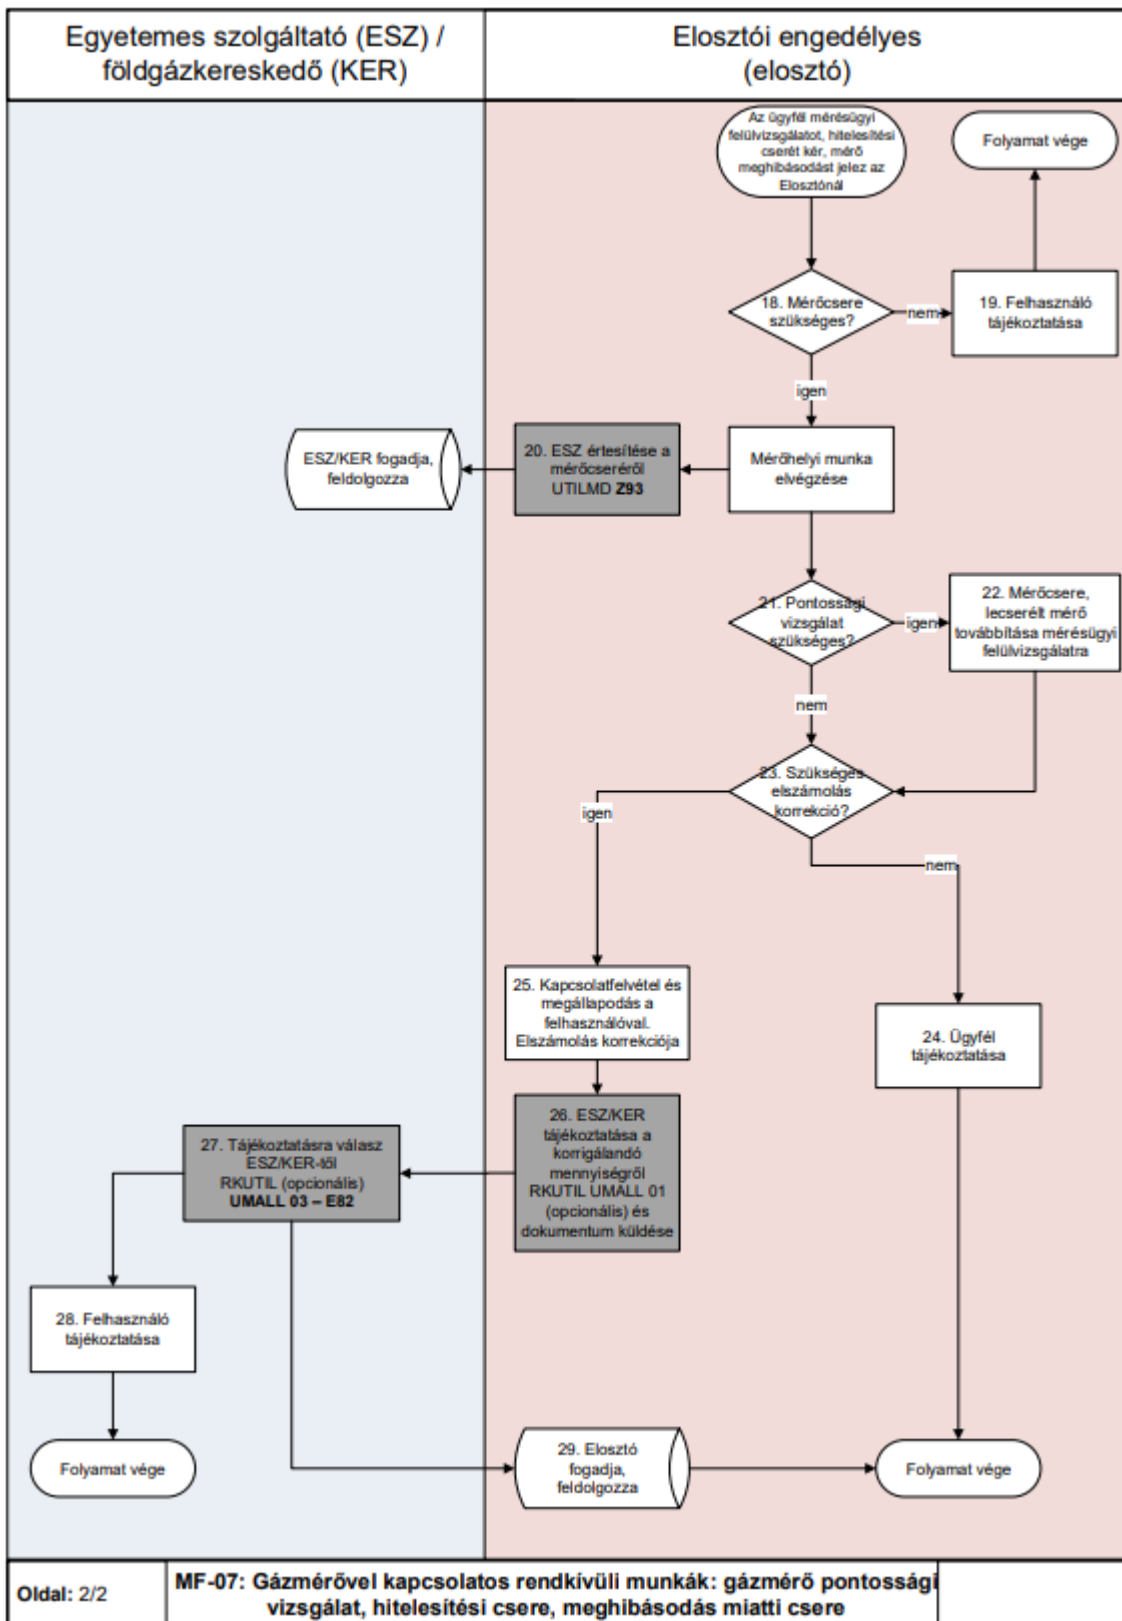 Egyetemes szolgáltató (ESZ) /
földgázkereskedő (KER)
Elosztói engedélyes
(elosztó)
Az ügyfél mérésügyi
felülvizsgálatot, hitelesítési
cserét kér, mérő
meghibásodást jelez az
Elosztónál
Folyamat vége
18. Mérőcsere
szükséges?
nem
19. Felhasználó
tájékoztatása
igen
ESZ/KER fogadja,
feldolgozza
20. ESZ értesítése a
mérőcseréről
UTILMD Z93
Mérőhelyi munka
elvégzése
21. Pontossági
vizsgálat
szükséges?
igen
22. Mérőcsere,
lecserélt mérő
továbbítása mérésügyi
felülvizsgálatra
nem
23. Szükséges
elszámolás
korrekció?
igen
nem
25. Kapcsolatfelvétel és
megállapodás a
felhasználóval.
Elszámolás korrekciója
24. Ügyfél
tájékoztatása
26. ESZ/KER
tájékoztatása a
korrigálandó
mennyiségről
RKUTIL UMALL 01
(opcionális) és
dokumentum küldése
27. Tájékoztatásra válasz
ESZ/KER-től
RKUTIL (opcionális)
UMALL 03 – E82
28. Felhasználó
tájékoztatása
Folyamat vége
29. Elosztó
fogadja,
feldolgozza
Folyamat vége
Oldal: 2/2
MF-07: Gázmérővel kapcsolatos rendkívüli munkák: gázmérő pontossági
vizsgálat, hitelesítési csere, meghibásodás miatti csere